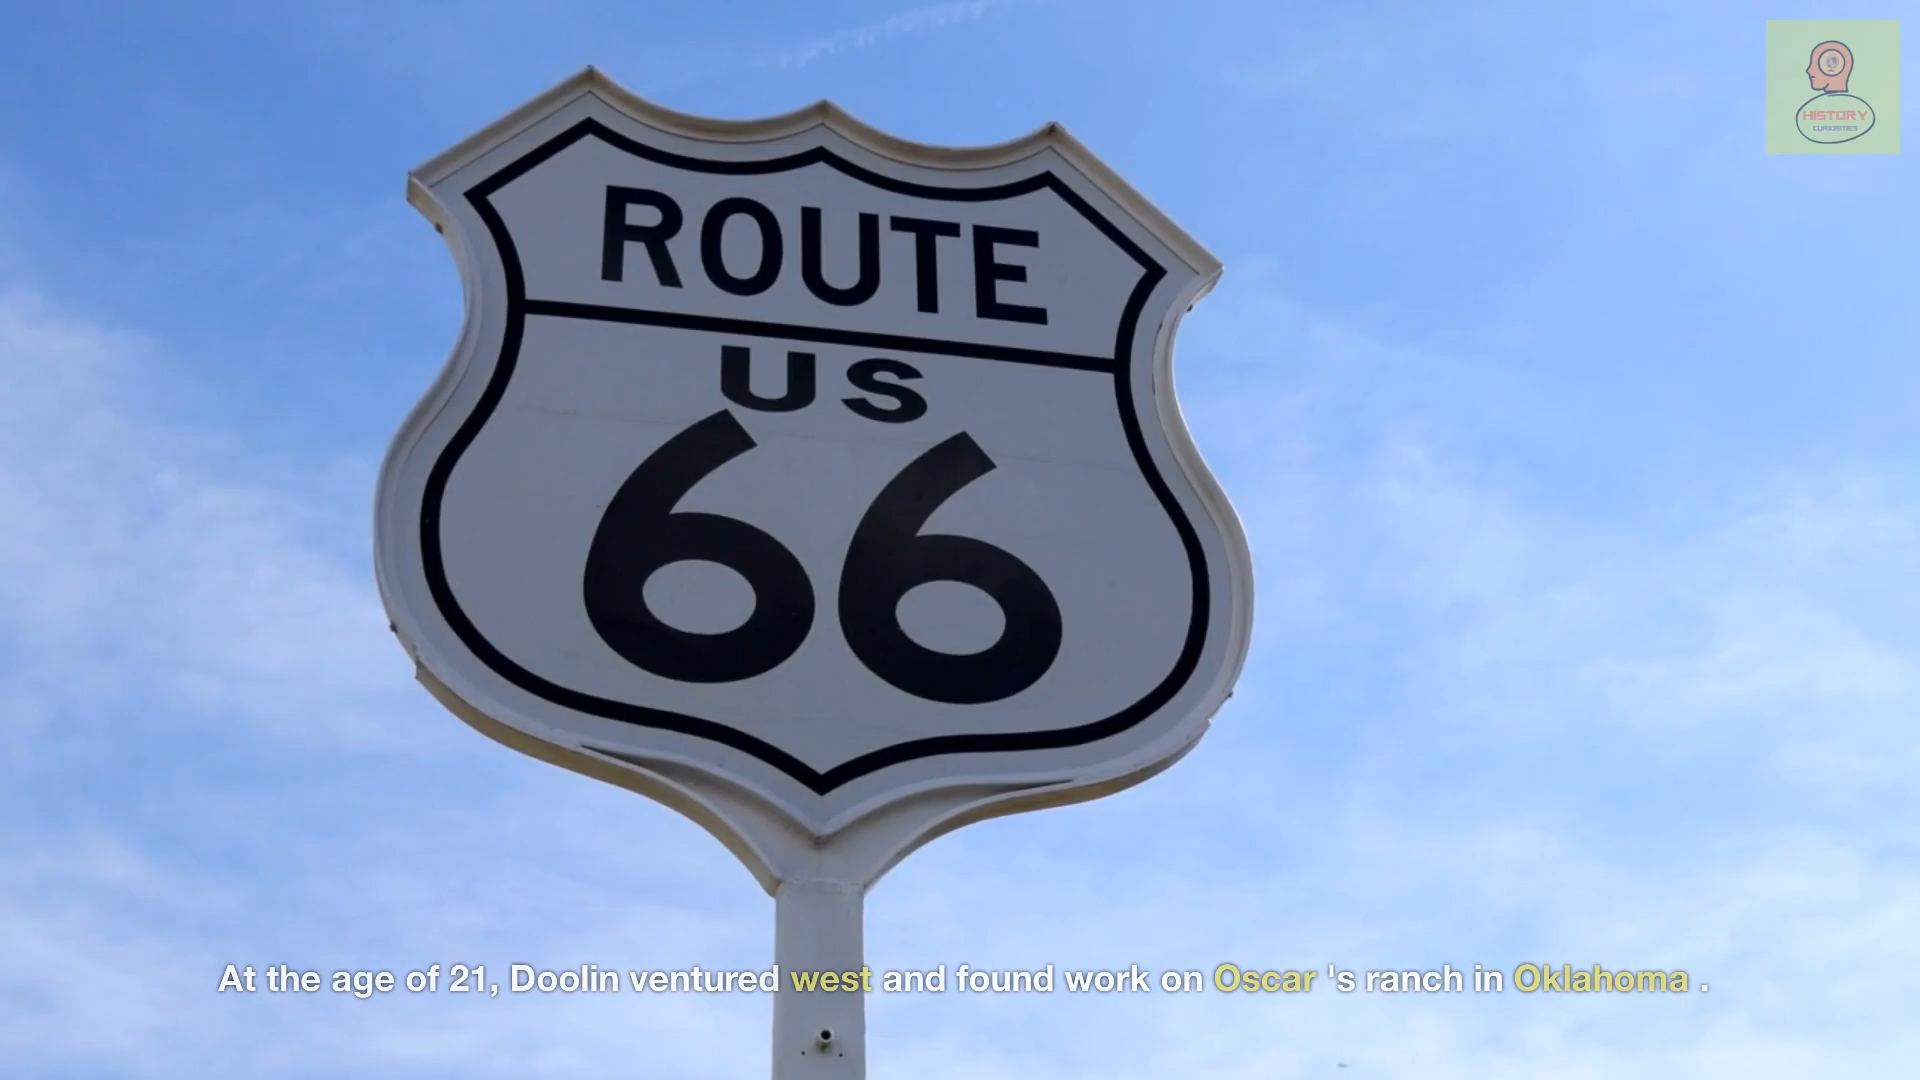 HISTORY
CURIOSITIES
ROUTE
US
66
At the age of 21, Doolin ventured west and found work on Oscar 's ranch in Oklahoma .